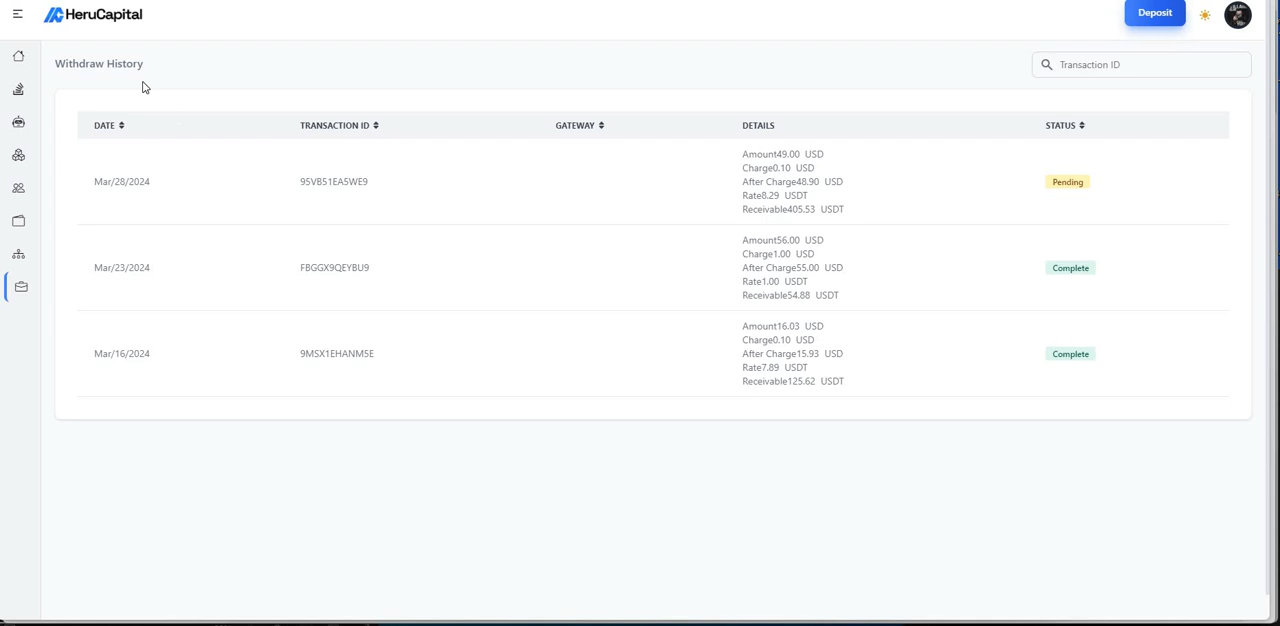 HeruCapital
Deposit
Withdraw History
Transaction ID
DATE TRANSACTION ID GATEWAY DETAILS STATUS
Mar/28/2024 95VB51EA5WE9
Amount49.00 USD
Charge0.10 USD
After Charge48.90 USD
Rate8.29 USDT
Receivable405.53 USDT
Pending
Mar/23/2024 FBGGX9QEYBU9
Amount56.00 USD
Charge1.00 USD
After Charge55.00 USD
Rate1.00 USDT
Receivable54.88 USDT
Complete
Mar/16/2024 9MSX1EHANM5E
Amount16.03 USD
Charge0.10 USD
After Charge15.93 USD
Rate7.89 USDT
Receivable125.62 USDT
Complete